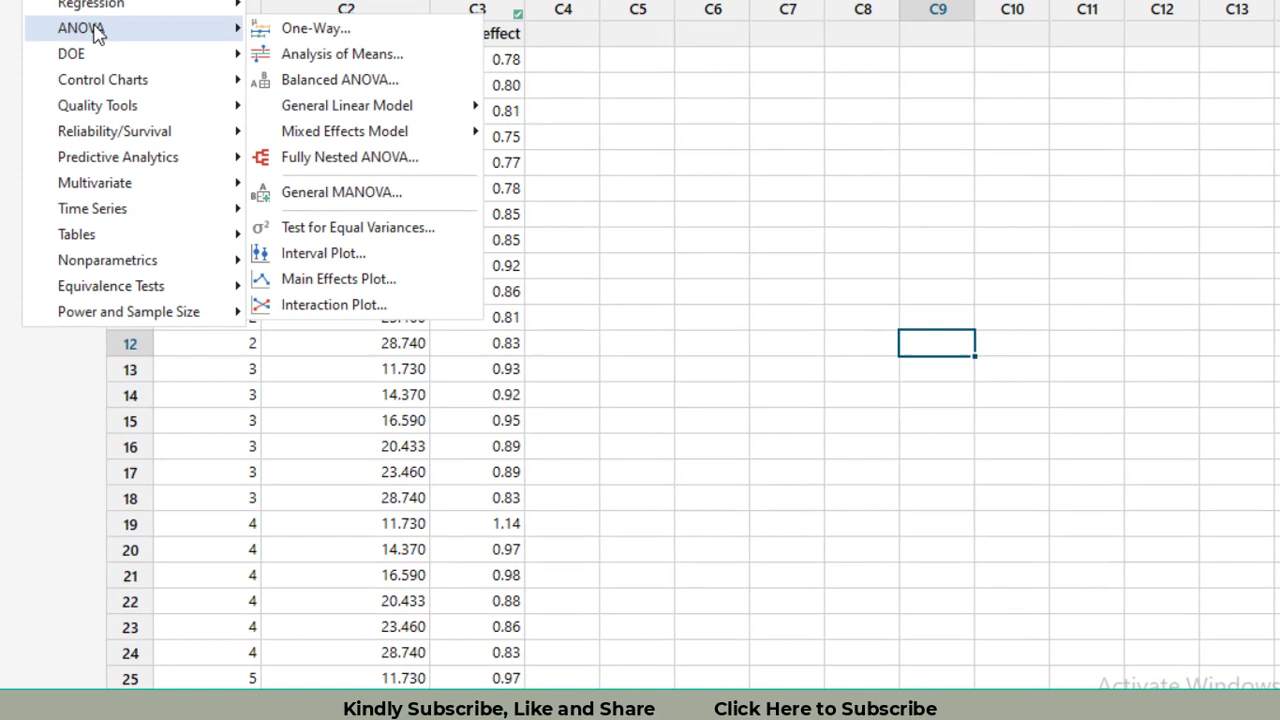 Regression
C2 C3 C4 C5 C6 C7 C8 C9 C10 C11 C12 C13
ANOVA
DOE
Control Charts
Quality Tools
Reliability/Survival
Predictive Analytics
Multivariate
Time Series
Tables
Nonparametrics
Equivalence Tests
Power and Sample Size
One-Way...
Analysis of Means...
Balanced ANOVA...
General Linear Model
Mixed Effects Model
Fully Nested ANOVA...
General MANOVA...
Test for Equal Variances...
Interval Plot...
Main Effects Plot...
Interaction Plot...
effect
0.78
0.80
0.81
0.75
0.77
0.78
0.85
0.85
0.92
0.86
0.81
12 2 28.740 0.83
13 3 11.730 0.93
14 3 14.370 0.92
15 3 16.590 0.95
16 3 20.433 0.89
17 3 23.460 0.89
18 3 28.740 0.83
19 4 11.730 1.14
20 4 14.370 0.97
21 4 16.590 0.98
22 4 20.433 0.88
23 4 23.460 0.86
24 4 28.740 0.83
25 5 11.730 0.97
Activate Windows
Kindly Subscribe, Like and Share Click Here to Subscribe